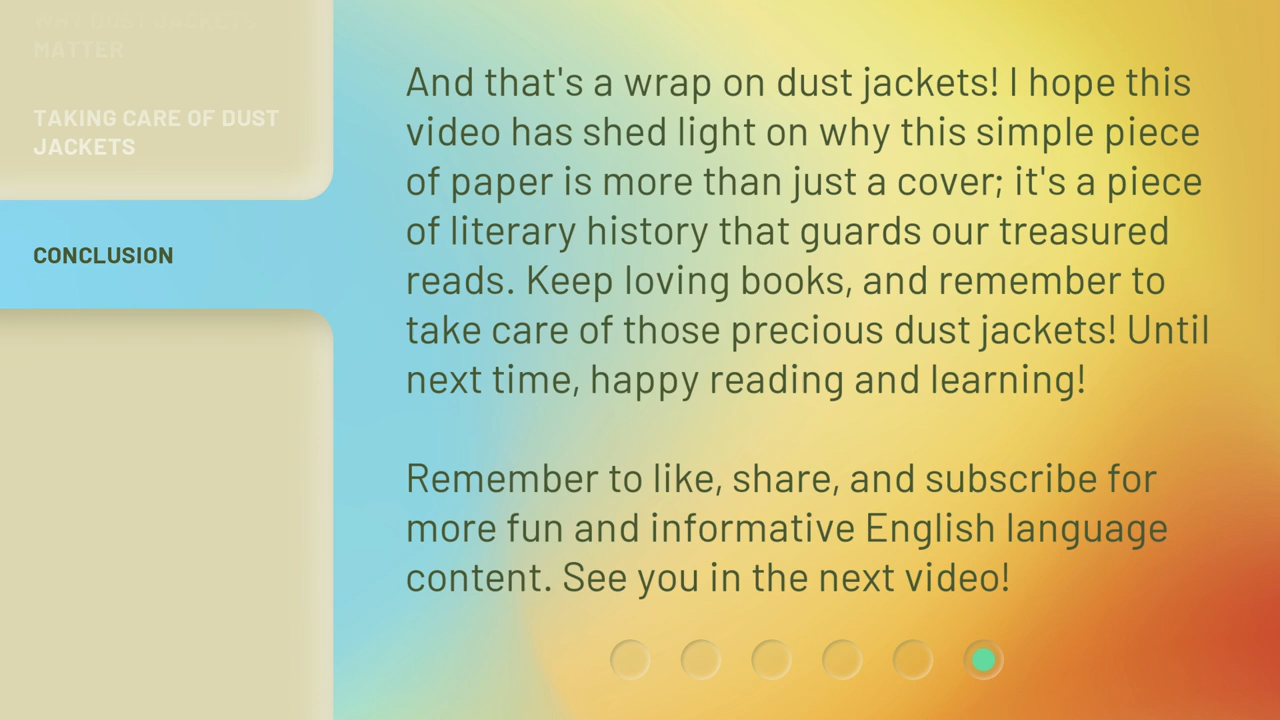 WHY DUST JACKETS
MATTER
TAKING CARE OF DUST
JACKETS
CONCLUSION
And that's a wrap on dust jackets! I hope this
video has shed light on why this simple piece
of paper is more than just a cover; it's a piece
of literary history that guards our treasured
reads. Keep loving books, and remember to
take care of those precious dust jackets! Until
next time, happy reading and learning!
Remember to like, share, and subscribe for
more fun and informative English language
content. See you in the next video!